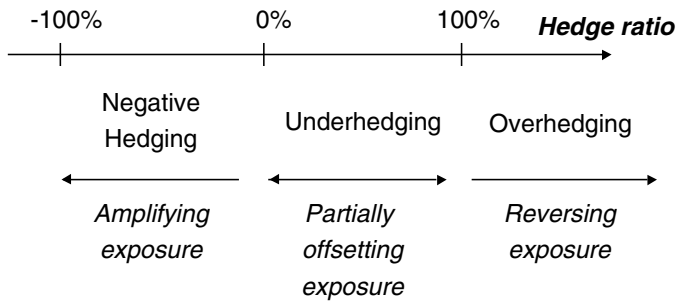 -100% 0% 100% Hedge ratio
Negative
Hedging
Underhedging
Overhedging
Amplifying
exposure
Partially
offsetting
exposure
Reversing
exposure